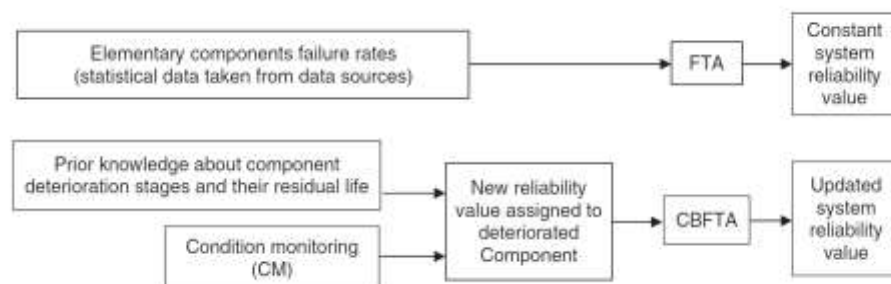 Elementary components failure rates
(statistical data taken from data sources)
FTA
Constant
system
reliability
value
Prior knowledge about component
deterioration stages and their residual life
Condition monitoring
(CM)
New reliability
value assigned to
deteriorated
Component
CBFTA
Updated
system
reliability
value